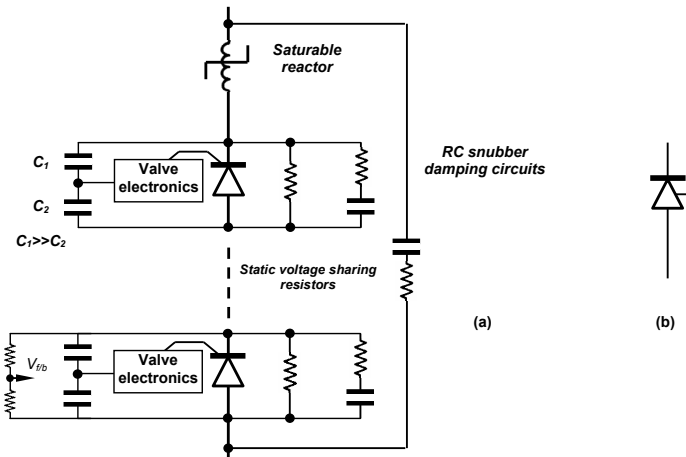 Saturable
reactor
C1
Valve
electronics
C2
C1>>C2
RC snubber
damping circuits
Static voltage sharing
resistors
(a)
(b)
Vf/b
Valve
electronics